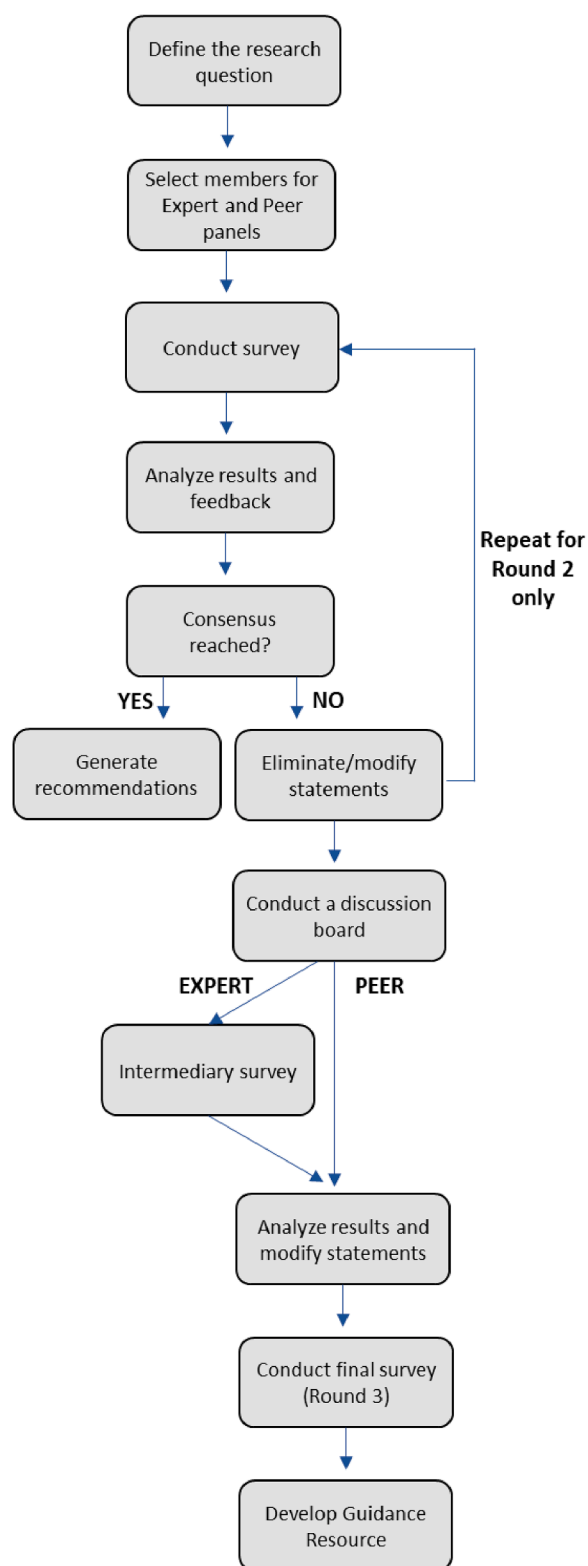 Define the research
question
Select members for
Expert and Peer
panels
Conduct survey
Analyze results and
feedback
Repeat for
Round 2
only
Consensus
reached?
YES
NO
Generate
recommendations
Eliminate/modify
statements
Conduct a discussion
board
EXPERT
PEER
Intermediary survey
Analyze results and
modify statements
Conduct final survey
(Round 3)
Develop Guidance
Resource